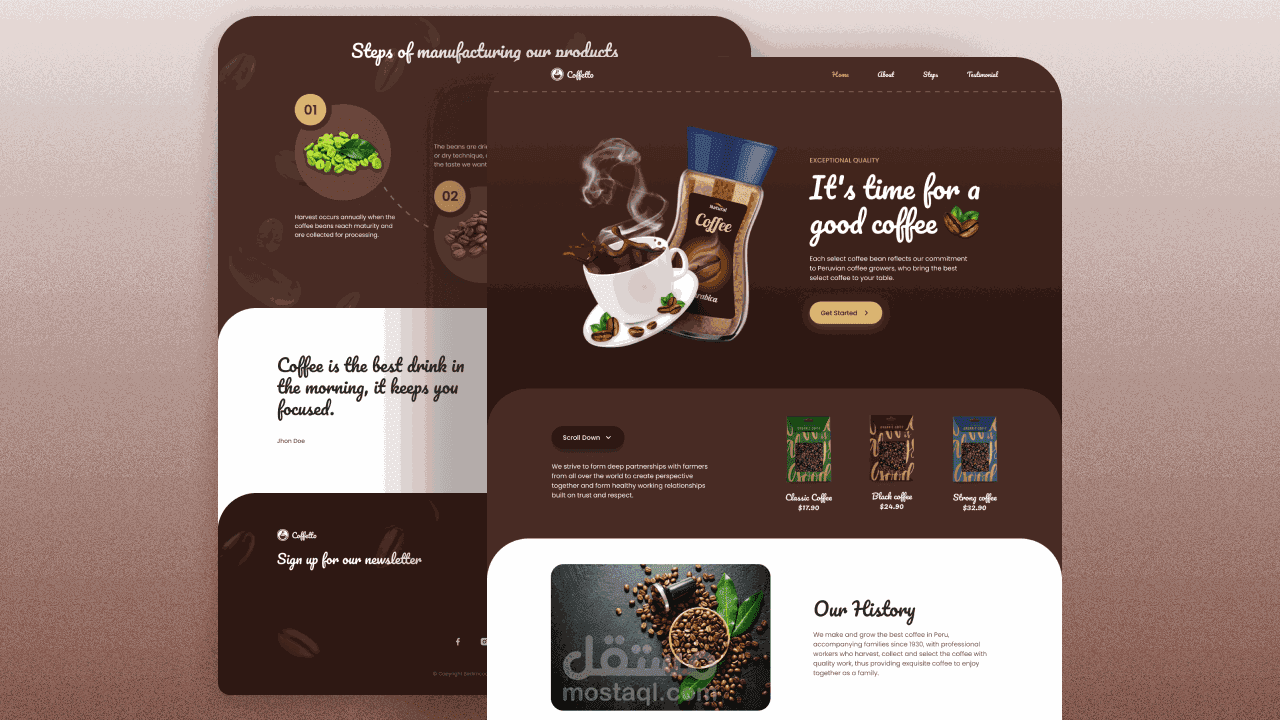 Steps of manufacturing our products
01
Harvest occurs annually when the
coffee beans reach maturity and
are collected for processing.
The beans are
or dry technique,
the taste we want
02
Coffee is the best drink in
the morning, it keeps you
focused.
Jhon Doe
Coffetto
Sign up for our newsletter
© Copyright
Coffetto
Home
About
Steps
Testimonial
Natural
Coffee
Arabica
EXCEPTIONAL QUALITY
It's time for a
good coffee
Each select coffee bean reflects our commitment
to Peruvian coffee growers, who bring the best
select coffee to your table.
Get Started
Scroll Down
We strive to form deep partnerships with farmers
from all over the world to create perspective
together and form healthy working relationships
built on trust and respect.
Classic Coffee
$17.90
Black coffee
$24.90
Strong coffee
$32.90
Our History
We make and grow the best coffee in Peru,
accompanying families since 1930, with professional
workers who harvest, collect and select the coffee with
quality work, thus providing exquisite coffee to enjoy
together as a family.
مستقل
mostaql.com